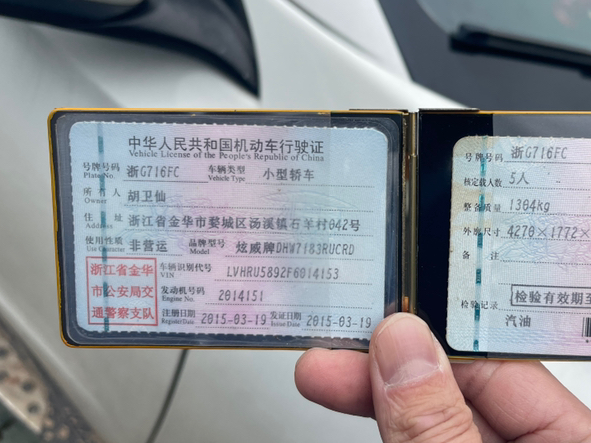 中华人民共和国机动车行驶证
Vehicle License of the People's Republic of China
号牌号码 浙G716FC 车辆类型 小型轿车
Plate No. Vehicle Type
所有人 胡卫仙
Owner
住址 浙江省金华市婺城区汤溪镇石羊村042号
Address
使用性质 非营运 品牌型号 炫威牌DHW7183RUCRD
Use Character Model
浙江省金华
市公安局交
通警察支队
车辆识别代号 LVHRU5892F6014153
VIN
发动机号码 2014151
Engine No.
注册日期 2015-03-19 发证日期 2015-03-19
Register Date Issue Date
号牌号码 浙G716FC
核定载人数 5人
整备质量 1304kg
外廓尺寸 4270×1772×
备注
检验记录 检验有效期至
汽油